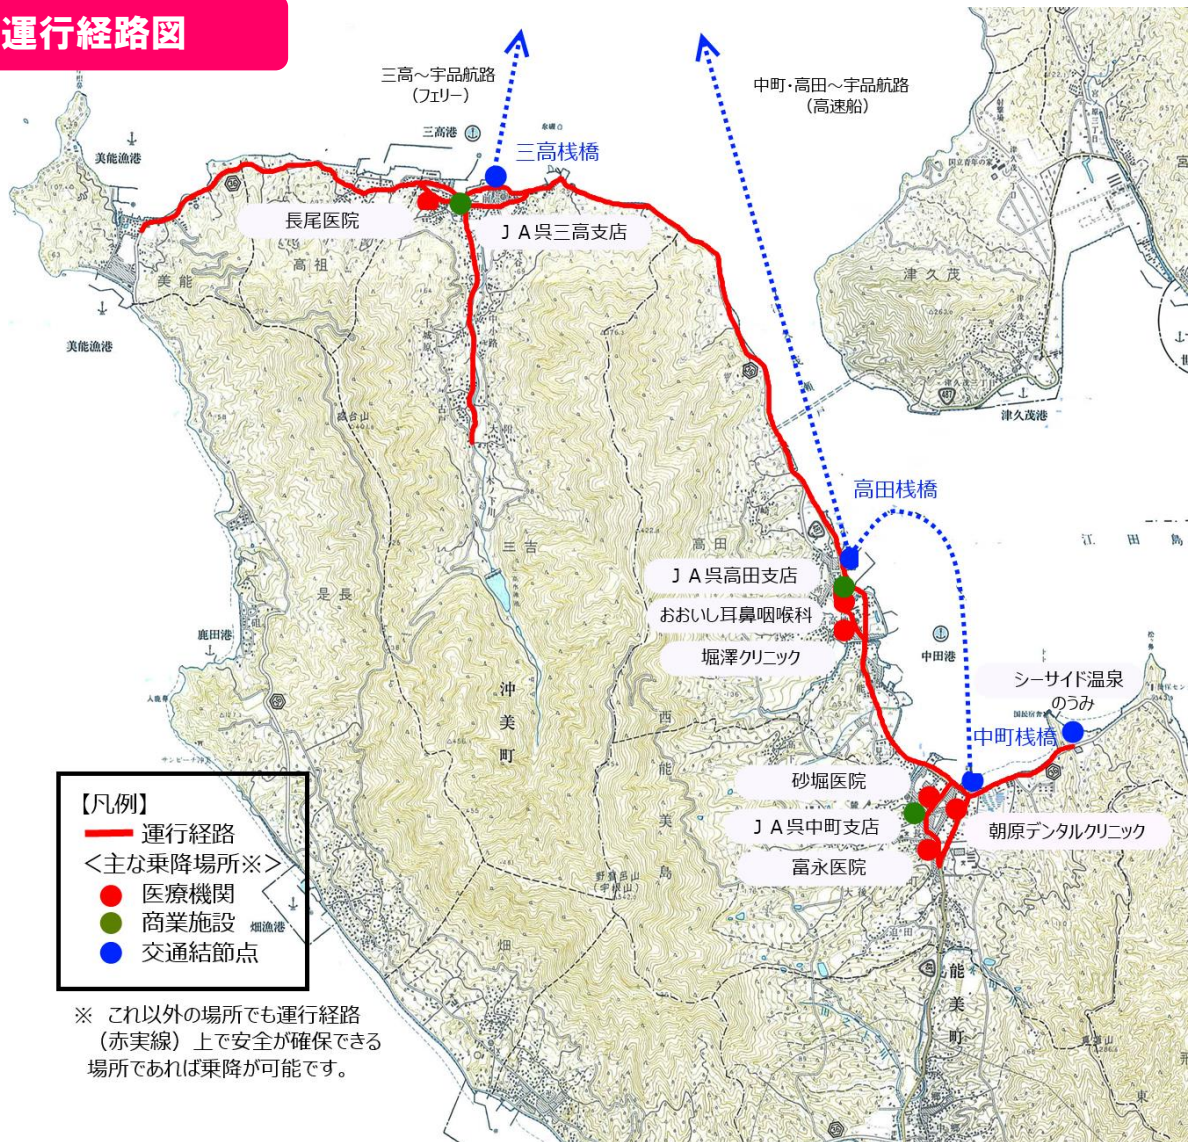 運行経路図
三高～宇品航路
（フェリー）
中町・高田～宇品航路
（高速船）
三高港
美能漁港
三高桟橋
長尾医院
ＪＡ呉三高支店
高祖
美能
津久茂
美能漁港
津久茂港
高田桟橋
江田島
三吉
高田
ＪＡ呉高田支店
是長
おおいし耳鼻咽喉科
鹿田港
堀澤クリニック
中田港
シーサイド温泉
のうみ
沖美町
西能美島
中町桟橋
砂堀医院
ＪＡ呉中町支店
朝原デンタルクリニック
富永医院
【凡例】
運行経路
＜主な乗降場所※＞
医療機関
商業施設
交通結節点
畑漁港
畑
能美町
※ これ以外の場所でも運行経路
（赤実線）上で安全が確保できる
場所であれば乗降が可能です。